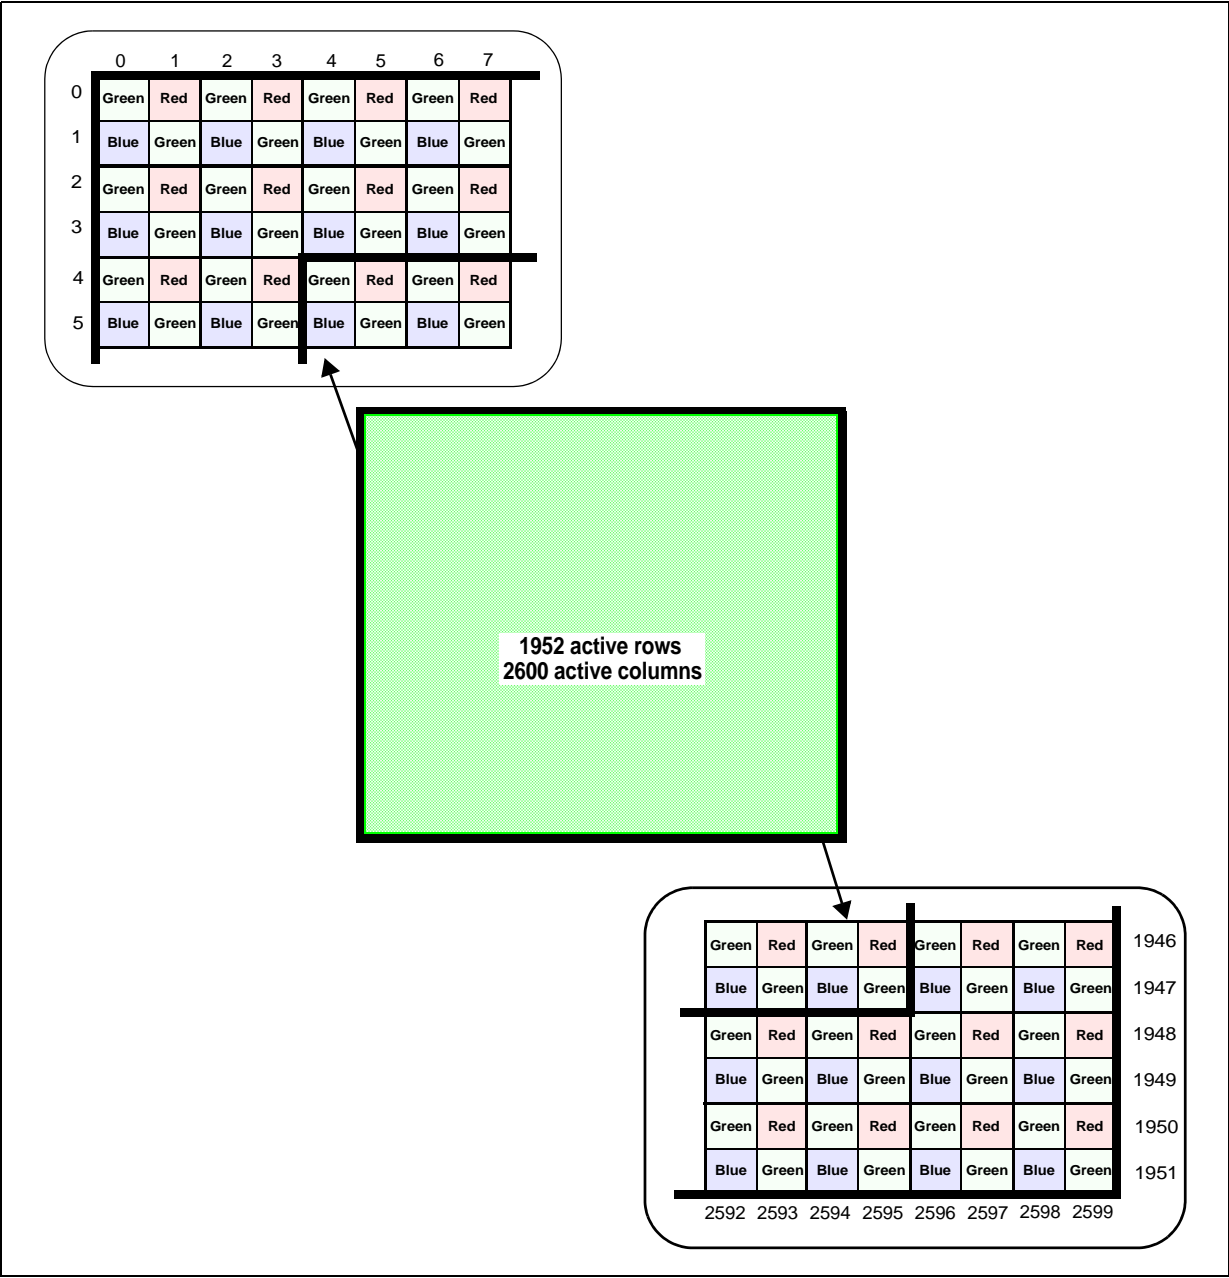 0 1 2 3 4 5 6 7
0 Green Red Green Red Green Red Green Red
1 Blue Green Blue Green Blue Green Blue Green
2 Green Red Green Red Green Red Green Red
3 Blue Green Blue Green Blue Green Blue Green
4 Green Red Green Red Green Red Green Red
5 Blue Green Blue Green Blue Green Blue Green
1952 active rows
2600 active columns
Green Red Green Red Green Red Green Red 1946
Blue Green Blue Green Blue Green Blue Green 1947
Green Red Green Red Green Red Green Red 1948
Blue Green Blue Green Blue Green Blue Green 1949
Green Red Green Red Green Red Green Red 1950
Blue Green Blue Green Blue Green Blue Green 1951
2592 2593 2594 2595 2596 2597 2598 2599